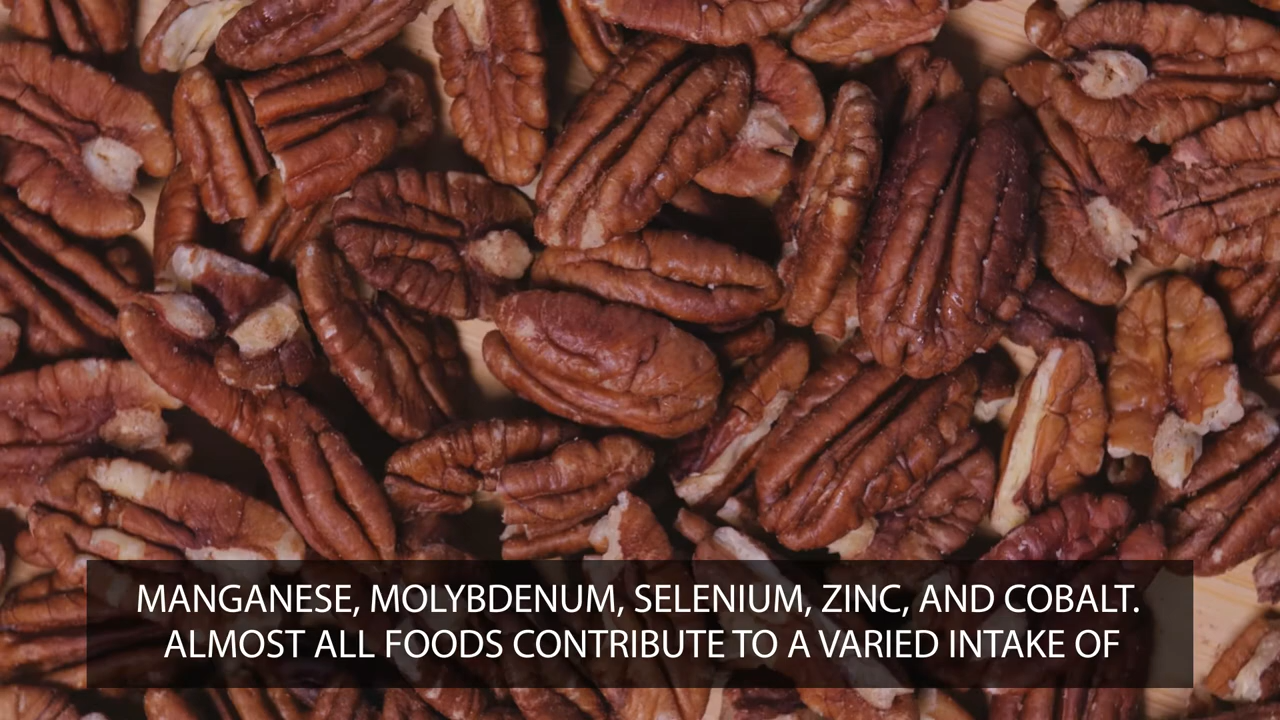 MANGANESE, MOLYBDENUM, SELENIUM, ZINC, AND COBALT.
ALMOST ALL FOODS CONTRIBUTE TO A VARIED INTAKE OF